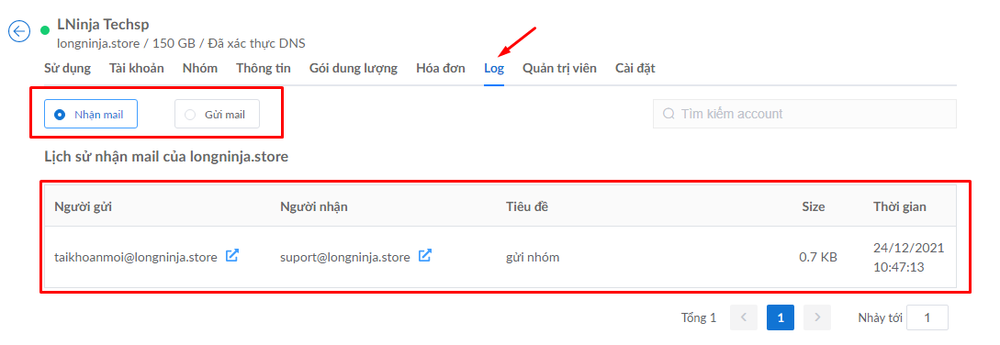 LNinja Techsp
longninja.store / 150 GB / Đã xác thực DNS
Sử dụng Tài khoản Nhóm Thông tin Gói dung lượng Hóa đơn Log Quản trị viên Cài đặt
Nhận mail Gửi mail Tìm kiếm account
Lịch sử nhận mail của longninja.store
Người gửi Người nhận Tiêu đề Size Thời gian
taikhoanmoi@longninja.store suport@longninja.store gửi nhóm 0.7 KB 24/12/2021
10:47:13
Tổng 1 1 Nhảy tới 1